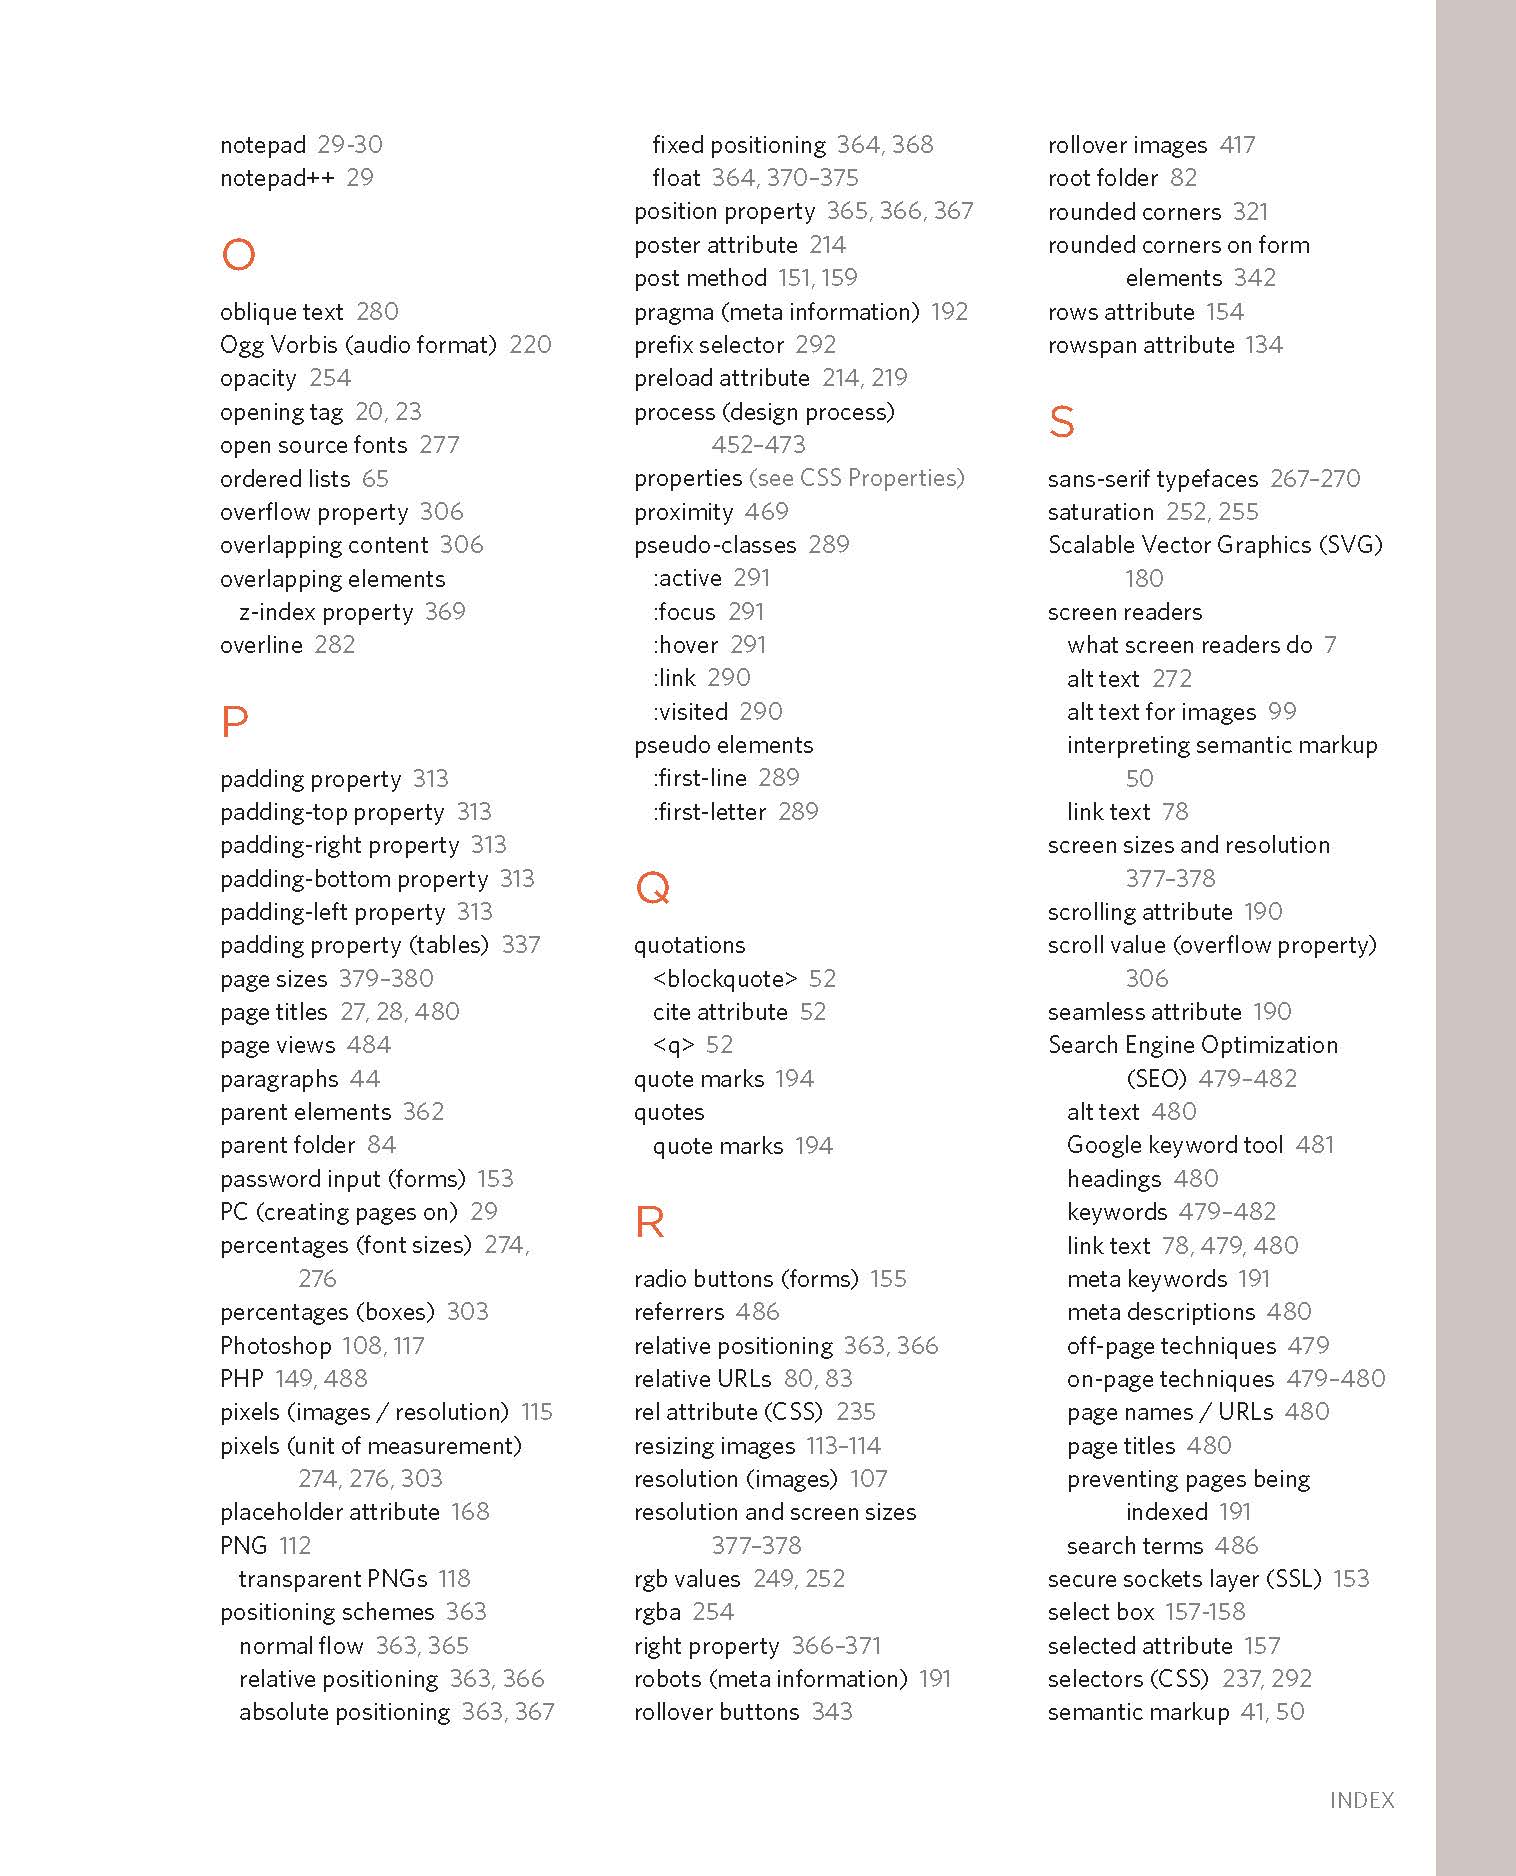 notepad 29-30
notepad++ 29
O
oblique text 280
Ogg Vorbis (audio format) 220
opacity 254
opening tag 20, 23
open source fonts 277
ordered lists 65
overflow property 306
overlapping content 306
overlapping elements
z-index property 369
overline 282
P
padding property 313
padding-top property 313
padding-right property 313
padding-bottom property 313
padding-left property 313
padding property (tables) 337
page sizes 379–380
page titles 27, 28, 480
page views 484
paragraphs 44
parent elements 362
parent folder 84
password input (forms) 153
PC (creating pages on) 29
percentages (font sizes) 274,
276
percentages (boxes) 303
Photoshop 108, 117
PHP 149, 488
pixels (images / resolution) 115
pixels (unit of measurement)
274, 276, 303
placeholder attribute 168
PNG 112
transparent PNGs 118
positioning schemes 363
normal flow 363, 365
relative positioning 363, 366
absolute positioning 363, 367
fixed positioning 364, 368
float 364, 370–375
position property 365, 366, 367
poster attribute 214
post method 151, 159
pragma (meta information) 192
prefix selector 292
preload attribute 214, 219
process (design process)
452–473
properties (see CSS Properties)
proximity 469
pseudo-classes 289
:active 291
:focus 291
:hover 291
:link 290
:visited 290
pseudo elements
:first-line 289
:first-letter 289
Q
quotations
<blockquote> 52
cite attribute 52
<q> 52
quote marks 194
quotes
quote marks 194
R
radio buttons (forms) 155
referrers 486
relative positioning 363, 366
relative URLs 80, 83
rel attribute (CSS) 235
resizing images 113–114
resolution (images) 107
resolution and screen sizes
377–378
rgb values 249, 252
rgba 254
right property 366–371
robots (meta information) 191
rollover buttons 343
rollover images 417
root folder 82
rounded corners 321
rounded corners on form
elements 342
rows attribute 154
rowspan attribute 134
S
sans-serif typefaces 267–270
saturation 252, 255
Scalable Vector Graphics (SVG)
180
screen readers
what screen readers do 7
alt text 272
alt text for images 99
interpreting semantic markup
50
link text 78
screen sizes and resolution
377–378
scrolling attribute 190
scroll value (overflow property)
306
seamless attribute 190
Search Engine Optimization
(SEO) 479–482
alt text 480
Google keyword tool 481
headings 480
keywords 479–482
link text 78, 479, 480
meta keywords 191
meta descriptions 480
off-page techniques 479
on-page techniques 479–480
page names / URLs 480
page titles 480
preventing pages being
indexed 191
search terms 486
secure sockets layer (SSL) 153
select box 157-158
selected attribute 157
selectors (CSS) 237, 292
semantic markup 41, 50
INDEX